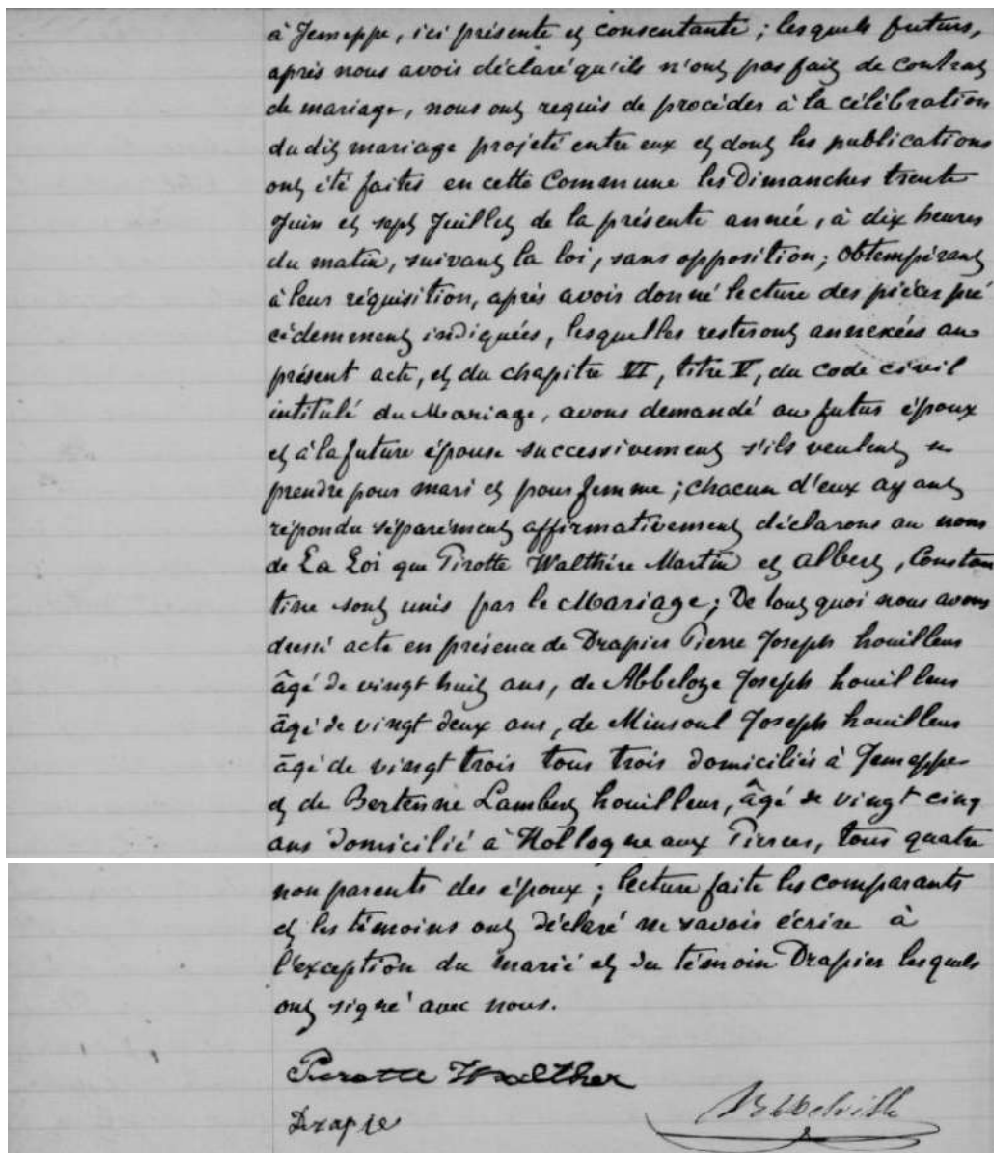 à Jemeppe, ici présente et consentante ; lesquels futurs,
après nous avoir déclaré qu'ils n'ont pas fait de contrat
de mariage, nous ont requis de procéder à la célébration
du dit mariage projeté entre eux et dont les publications
ont été faites en cette Commune les Dimanches trente
Juin et sept Juillet de la présente année, à dix heures
du matin, suivant la loi, sans opposition ; obtempérant
à leur réquisition, après avoir donné lecture des pièces pré
cédemment indiquées, lesquelles resteront annexées au
présent acte, et du chapitre VI, titre V, du code civil
intitulé du Mariage, avons demandé au futur époux
et à la future épouse successivement s'ils veulent se
prendre pour mari et pour femme ; chacun d'eux ayant
répondu séparément affirmativement déclarons au nom
de La Loi que Pirotte Walthère Martin et Albert, Constan
tine sont unis par le Mariage ; De tout quoi nous avons
dressé acte en présence de Drapier Pierre Joseph houilleur
âgé de vingt huit ans, de Abbeloze Joseph houilleur
âgé de vingt deux ans, de Minsoul Joseph houilleur
âgé de vingt trois tous trois domiciliés à Jemeppe
et de Bertenne Lambert houilleur, âgé de vingt cinq
ans domicilié à Hollogne aux Pierres, tous quatre
non parents des époux ; lecture faite les comparants
et les témoins ont déclaré ne savoir écrire à
l'exception du marié et du témoin Drapier lesquels
ont signé avec nous.
Pierotte Walther
Drapie